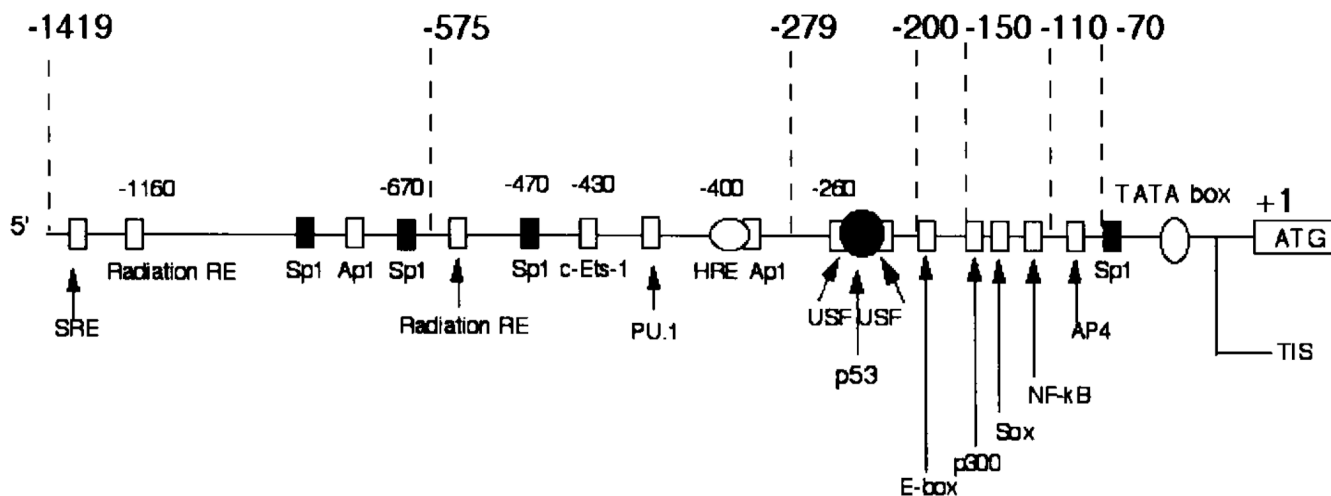 -1419 -575 -279 -200 -150 -110 -70
-1160 -670 -470 -430 -400 -260 TATA box +1
5' ATG
Radiation RE Sp1 Ap1 Sp1 Sp1 c-Ets-1 HRE Ap1 Sp1
SRE Radiation RE PU.1 USF USF AP4
TIS
p53
NF-kB
Sox
p300
E-box